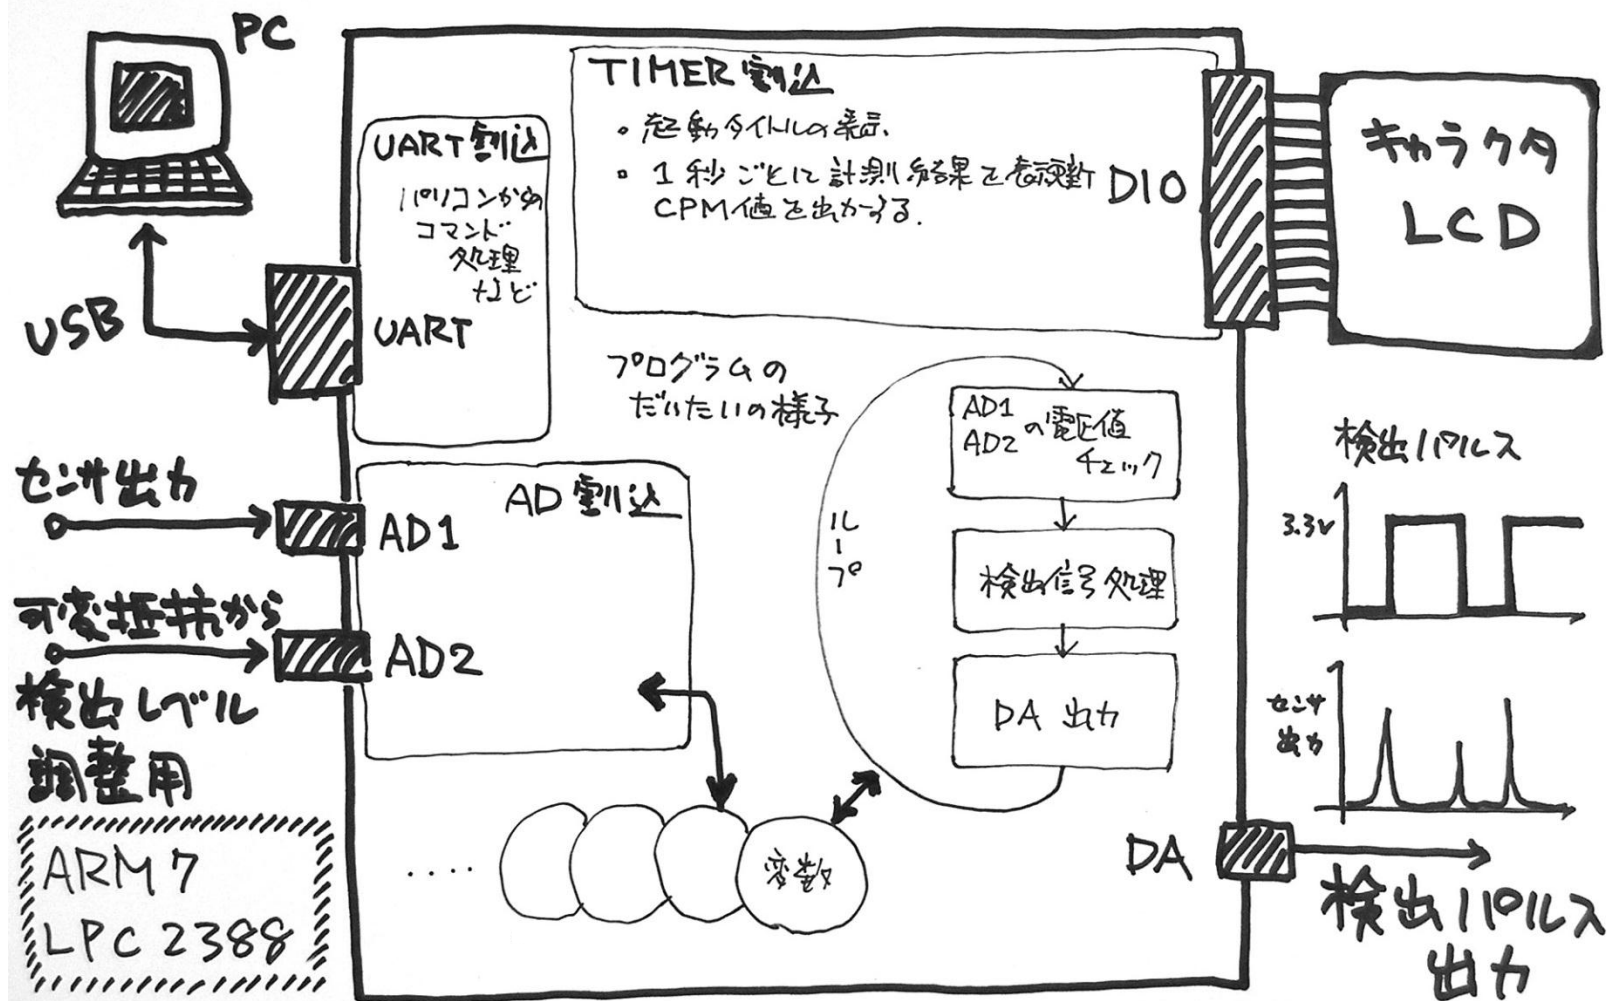 PC
USB
UART割込
パソコンからの
コマンド
処理
など
UART
TIMER割込
・起動タイトルの表示.
・1秒ごとに計測結果を表示更新
CPM値を出力する.
DIO
キャラクタ
LCD
プログラムの
だいたいの様子
センサ出力
AD1
AD割込
可変抵抗から
AD2
検出レベル
調整用
ARM7
LPC2388
ループ
AD1
AD2
の電圧値
チェック
検出信号処理
DA 出力
....
変数
検出パルス
3.3V
センサ
出力
DA
検出パルス
出力